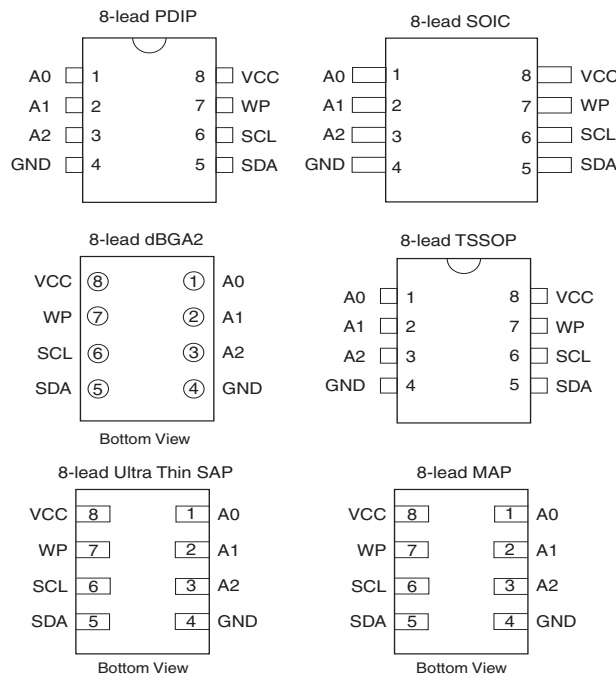 8-lead PDIP
A0 1 8 VCC
A1 2 7 WP
A2 3 6 SCL
GND 4 5 SDA
8-lead SOIC
A0 1 8 VCC
A1 2 7 WP
A2 3 6 SCL
GND 4 5 SDA
8-lead dBGA2
VCC 8 1 A0
WP 7 2 A1
SCL 6 3 A2
SDA 5 4 GND
Bottom View
8-lead TSSOP
A0 1 8 VCC
A1 2 7 WP
A2 3 6 SCL
GND 4 5 SDA
8-lead Ultra Thin SAP
VCC 8 1 A0
WP 7 2 A1
SCL 6 3 A2
SDA 5 4 GND
Bottom View
8-lead MAP
VCC 8 1 A0
WP 7 2 A1
SCL 6 3 A2
SDA 5 4 GND
Bottom View